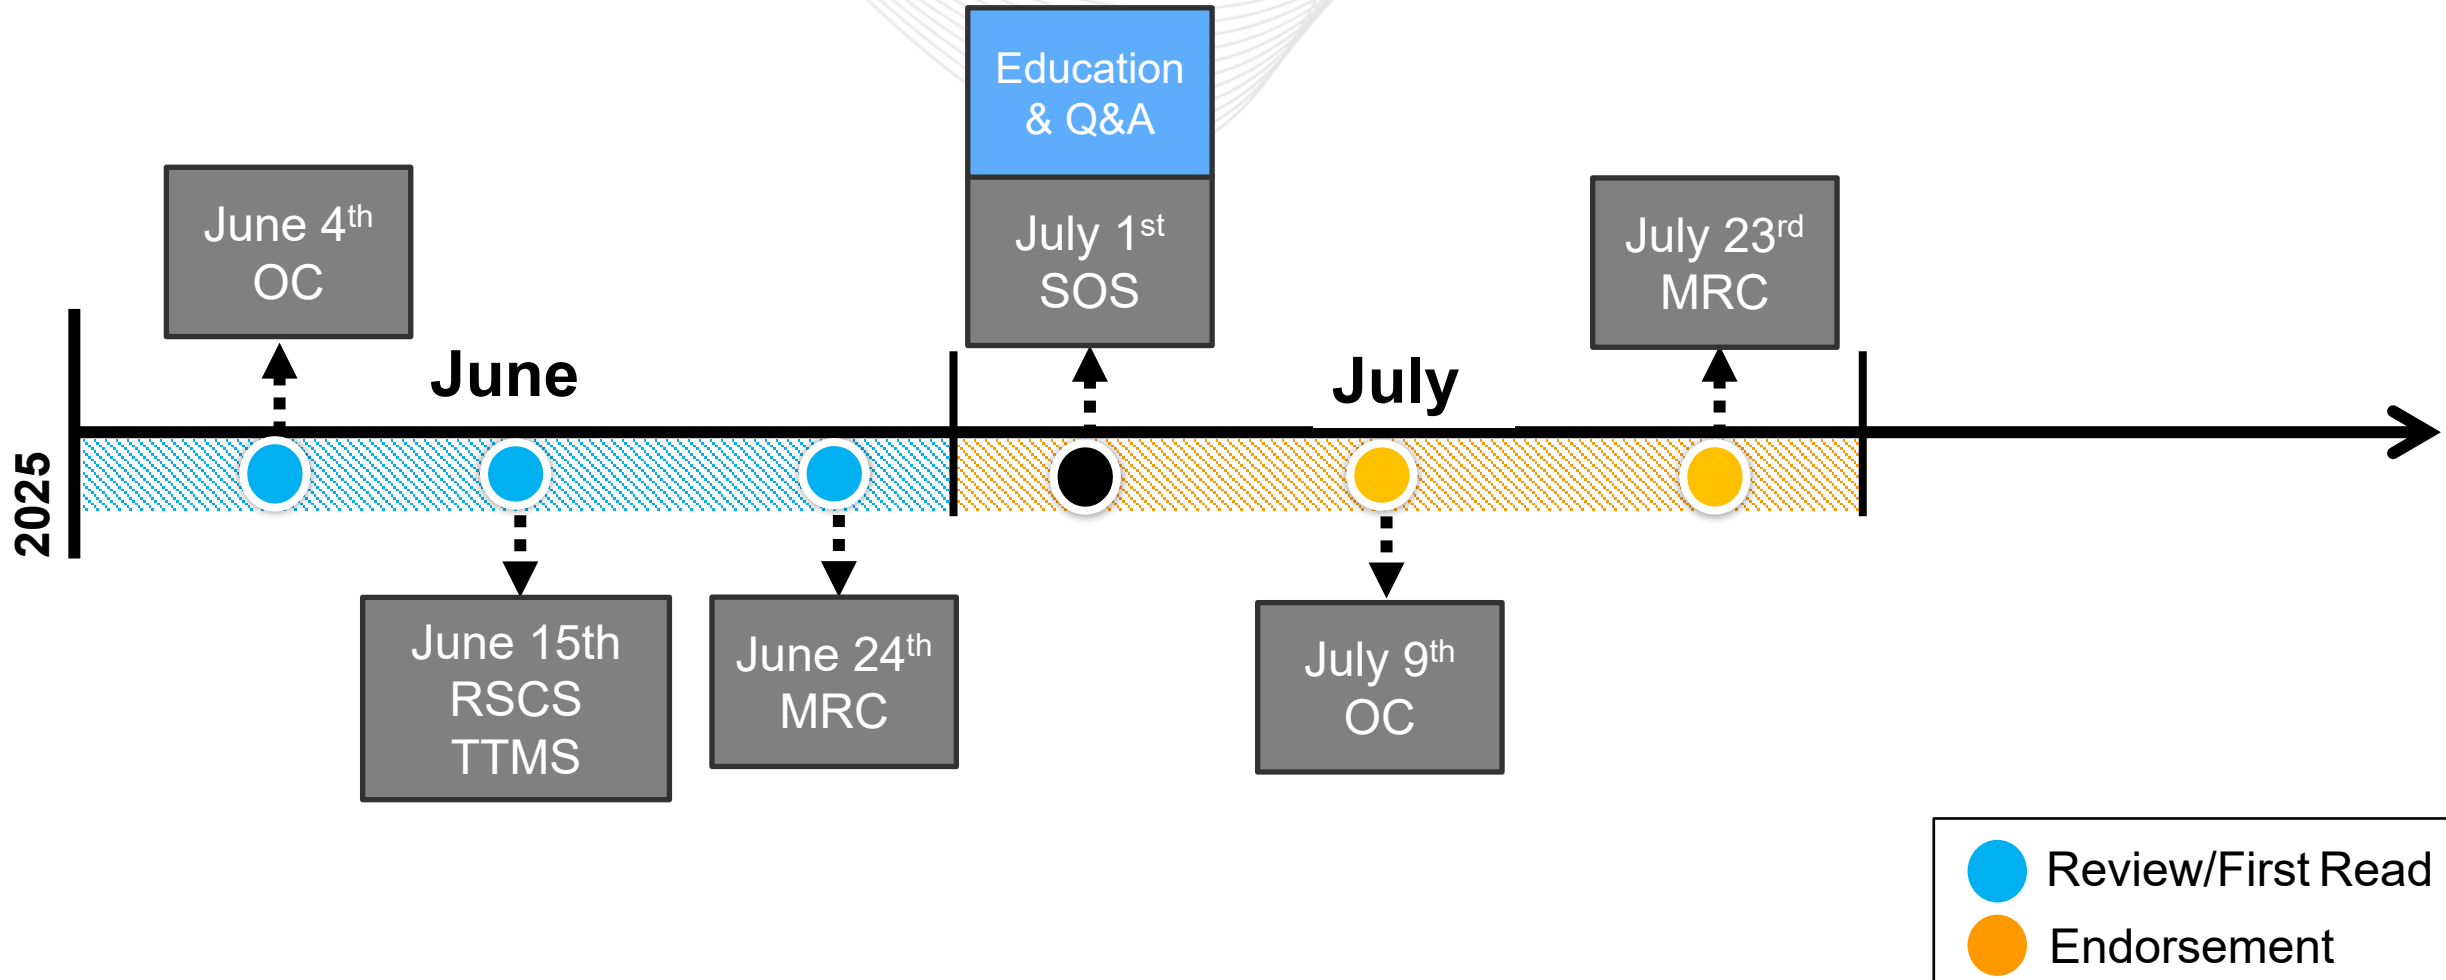 Education
& Q&A
June 4th
OC
July 1st
SOS
July 23rd
MRC
June
July
2025
June 15th
RSCS
TTMS
June 24th
MRC
July 9th
OC
Review/First Read
Endorsement